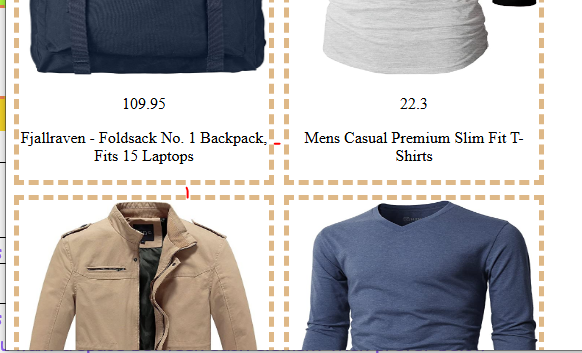 109.95
22.3
Fjallraven - Foldsack No. 1 Backpack,
Fits 15 Laptops
Mens Casual Premium Slim Fit T-
Shirts